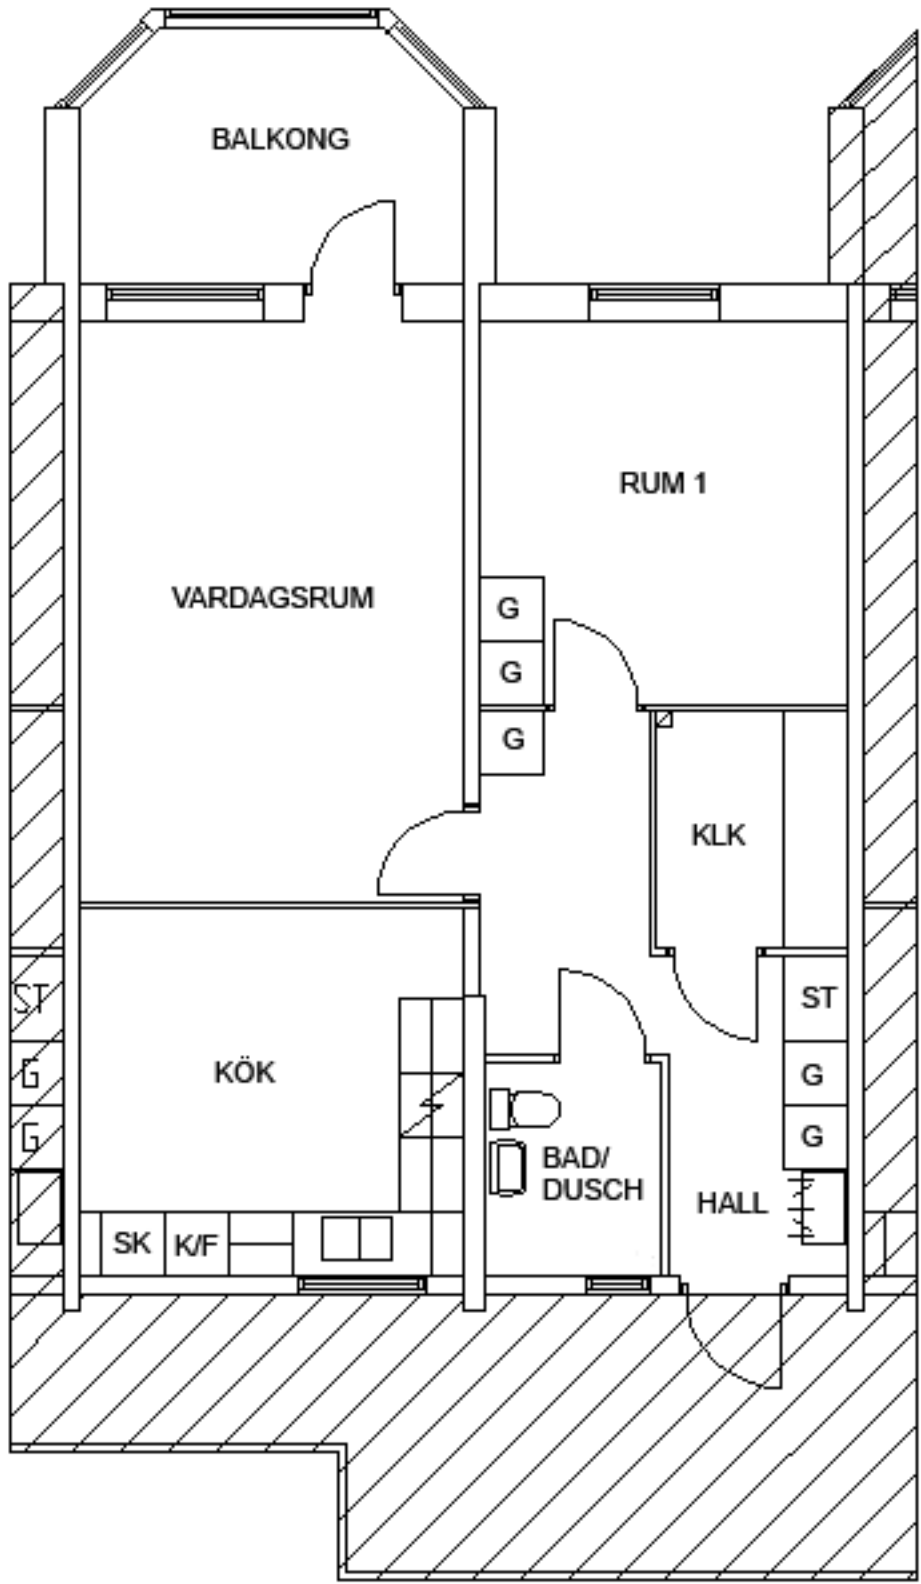 BALKONG
RUM 1
VARDAGSRUM
G
G
G
KLK
ST
ST
KÖK
G
G
G
G
BAD/
DUSCH
HALL
SK
K/F